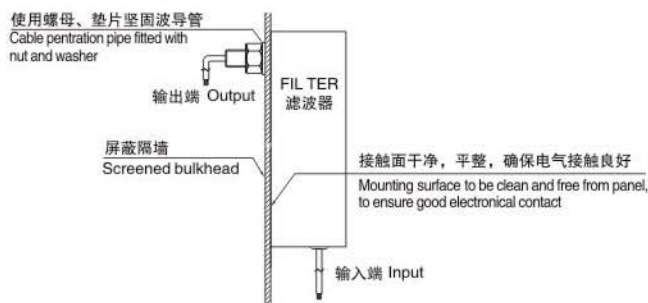 使用螺母、垫片坚固波导管
Cable pentration pipe fitted with
nut and washer
输出端 Output
FIL TER
滤波器
屏蔽隔墙
Screened bulkhead
接触面干净，平整，确保电气接触良好
Mounting surface to be clean and free from panel,
to ensure good electronical contact
输入端 Input